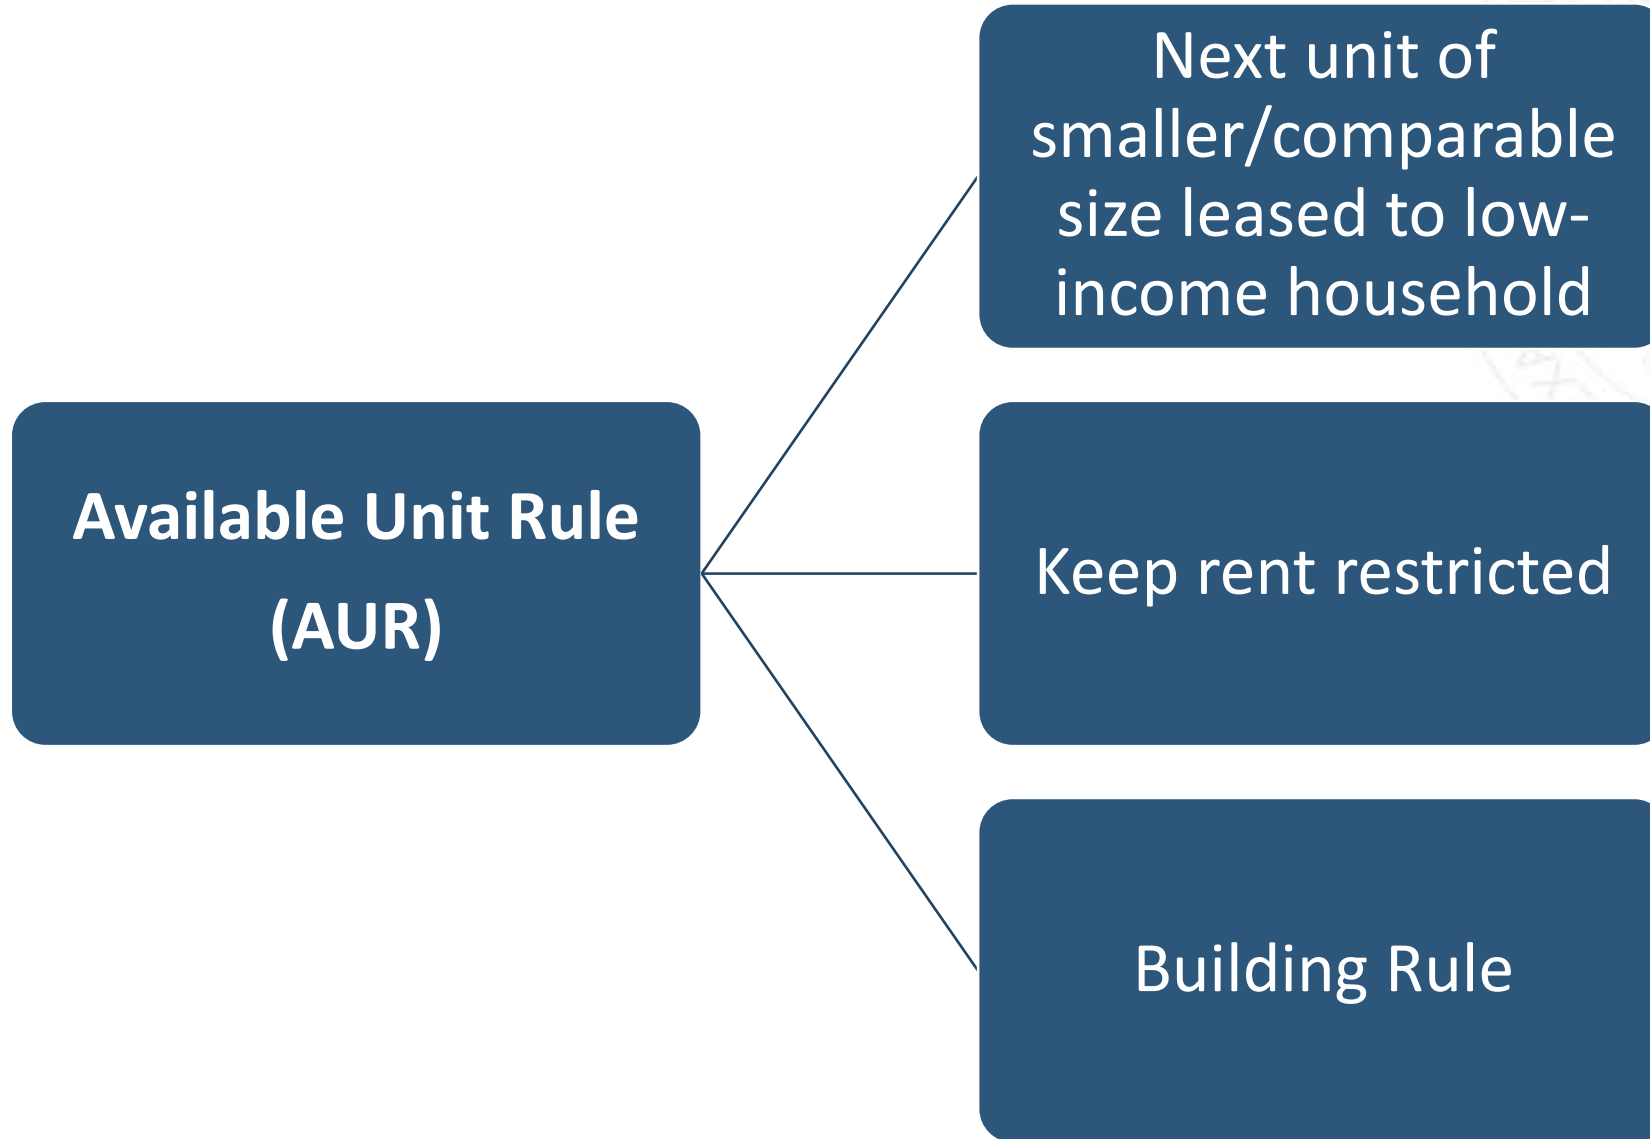 Available Unit Rule
(AUR)
Next unit of
smaller/comparable
size leased to low-
income household
Keep rent restricted
Building Rule